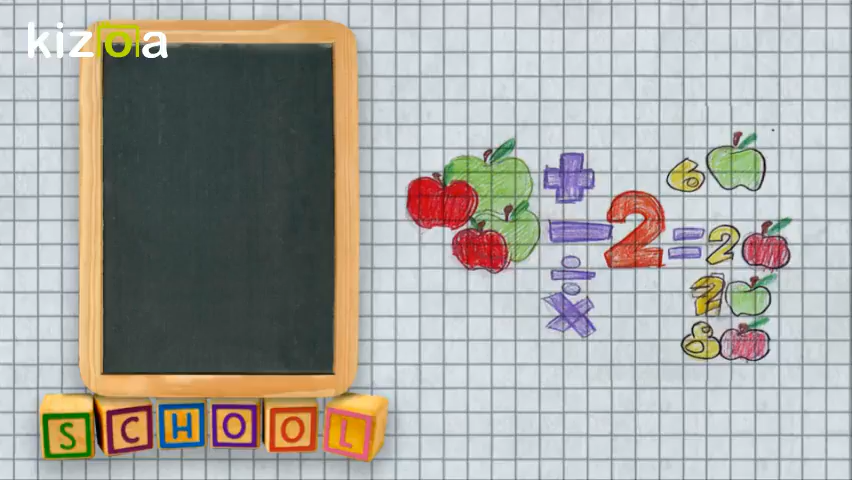 kizoa
+ 6
- 2 = 2
÷ 2
× 8
SCHOOL